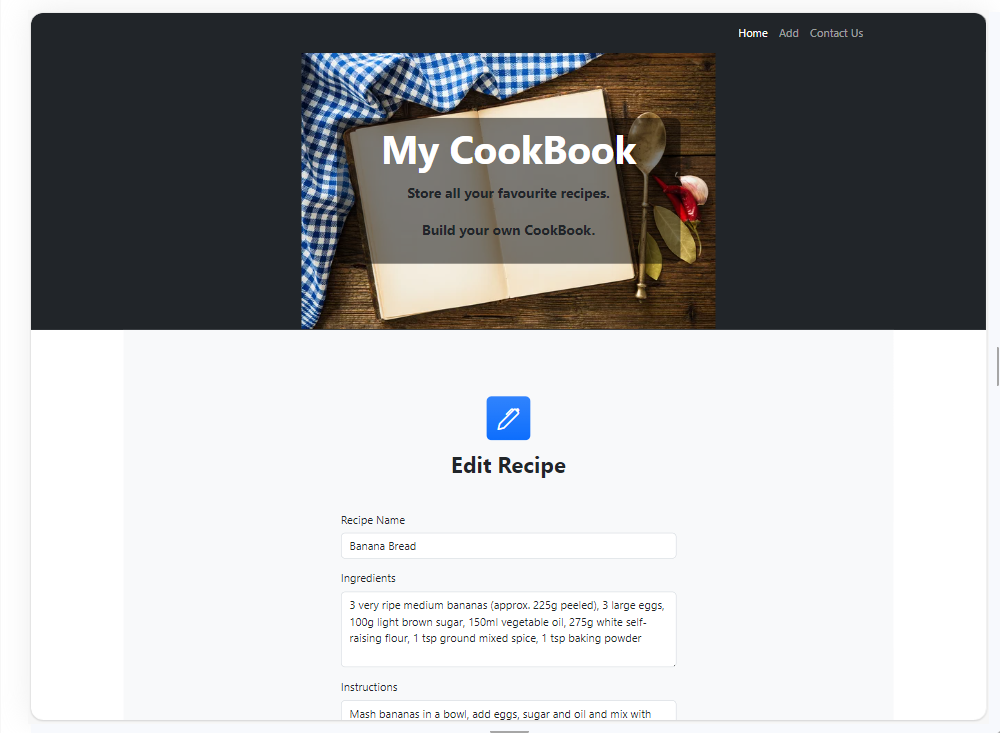 Home Add Contact Us
My CookBook
Store all your favourite recipes.
Build your own CookBook.
Edit Recipe
Recipe Name
Banana Bread
Ingredients
3 very ripe medium bananas (approx. 225g peeled), 3 large eggs,
100g light brown sugar, 150ml vegetable oil, 275g white self-
raising flour, 1 tsp ground mixed spice, 1 tsp baking powder
Instructions
Mash bananas in a bowl, add eggs, sugar and oil and mix with